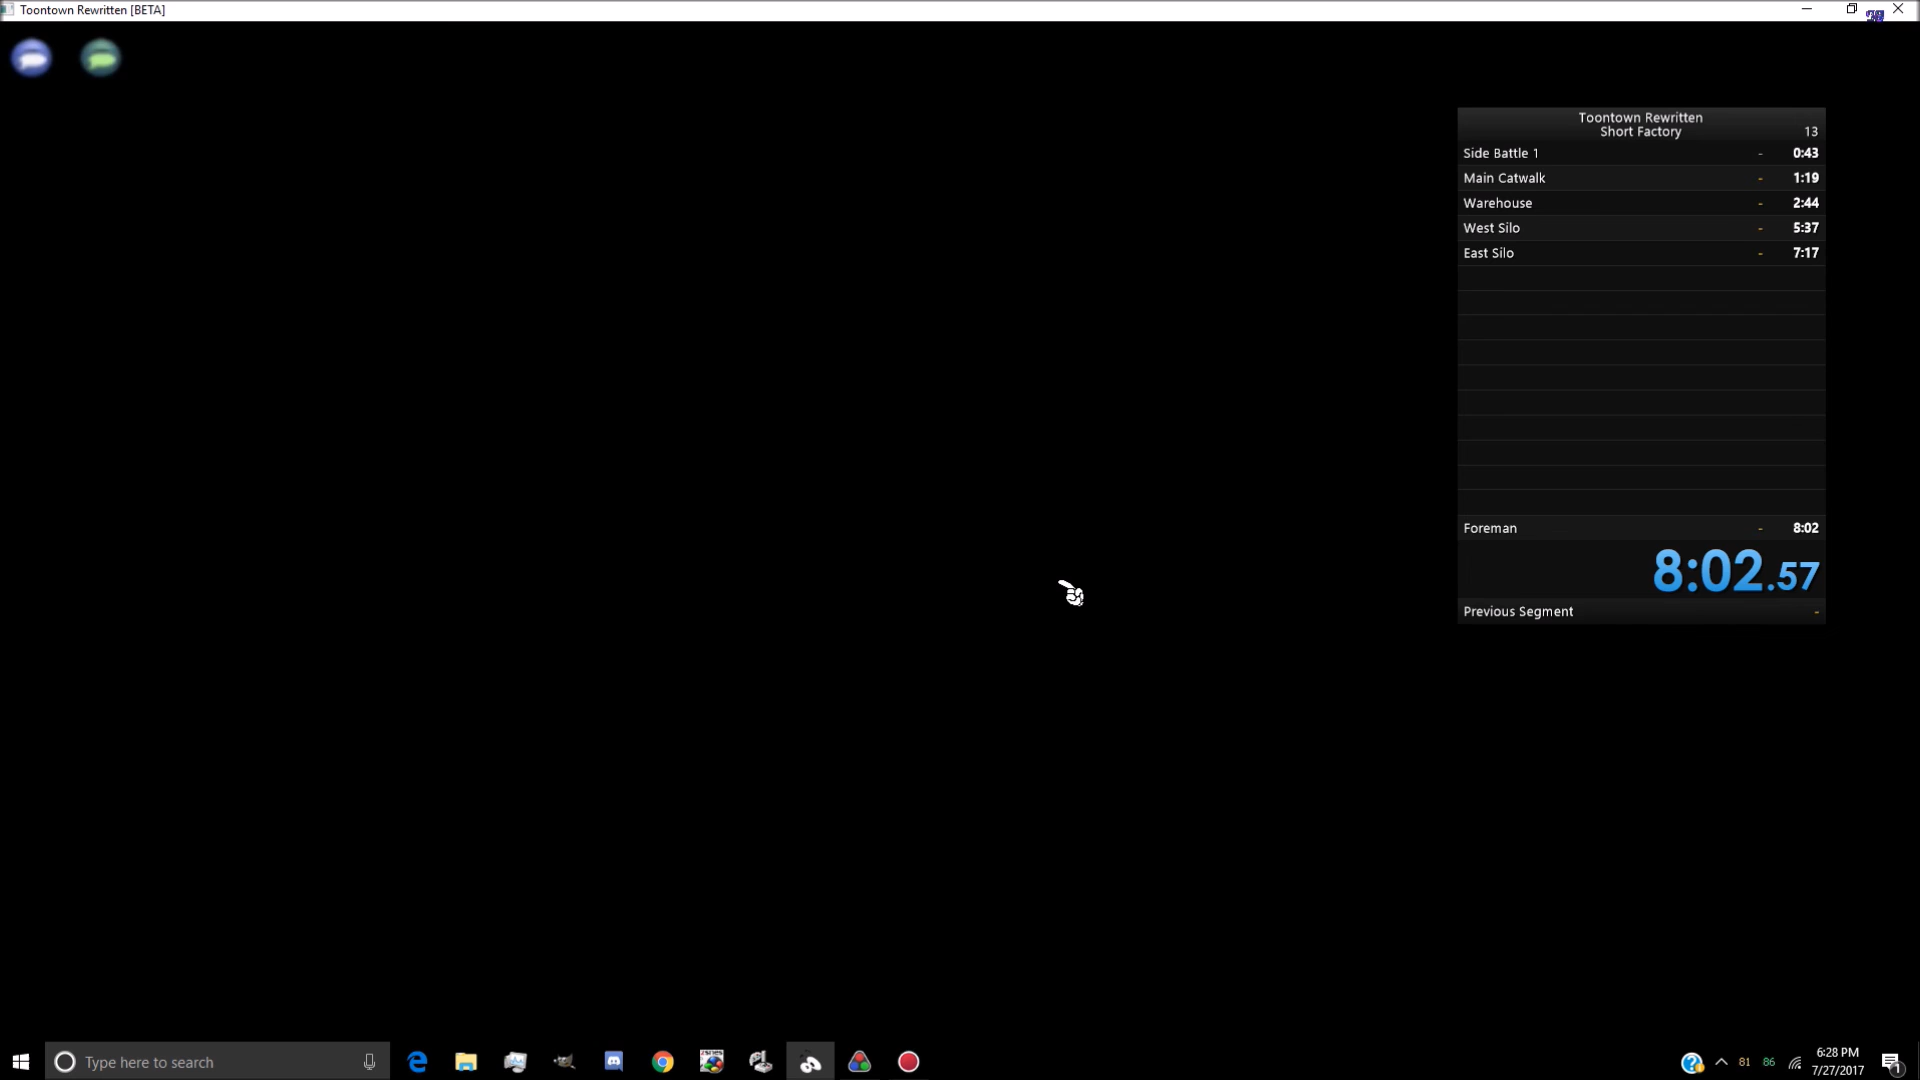 Toontown Rewritten [BETA]
Toontown Rewritten
Short Factory 13
Side Battle 1 - 0:43
Main Catwalk - 1:19
Warehouse - 2:44
West Silo - 5:37
East Silo - 7:17
Foreman - 8:02
8:02.57
Previous Segment -
Type here to search
ZSNES
81 86
6:28 PM
7/27/2017
1